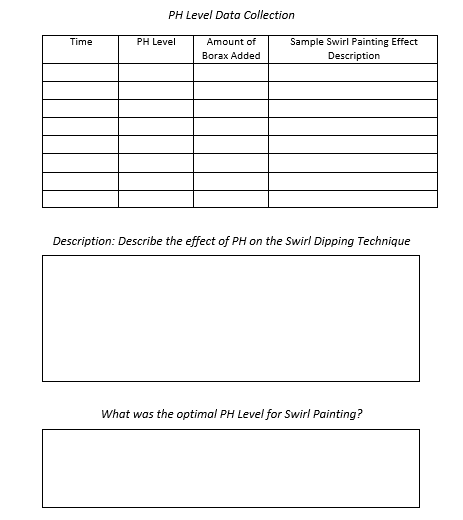 PH Level Data Collection
Time PH Level Amount of Sample Swirl Painting Effect
Borax Added Description
Description: Describe the effect of PH on the Swirl Dipping Technique
What was the optimal PH Level for Swirl Painting?